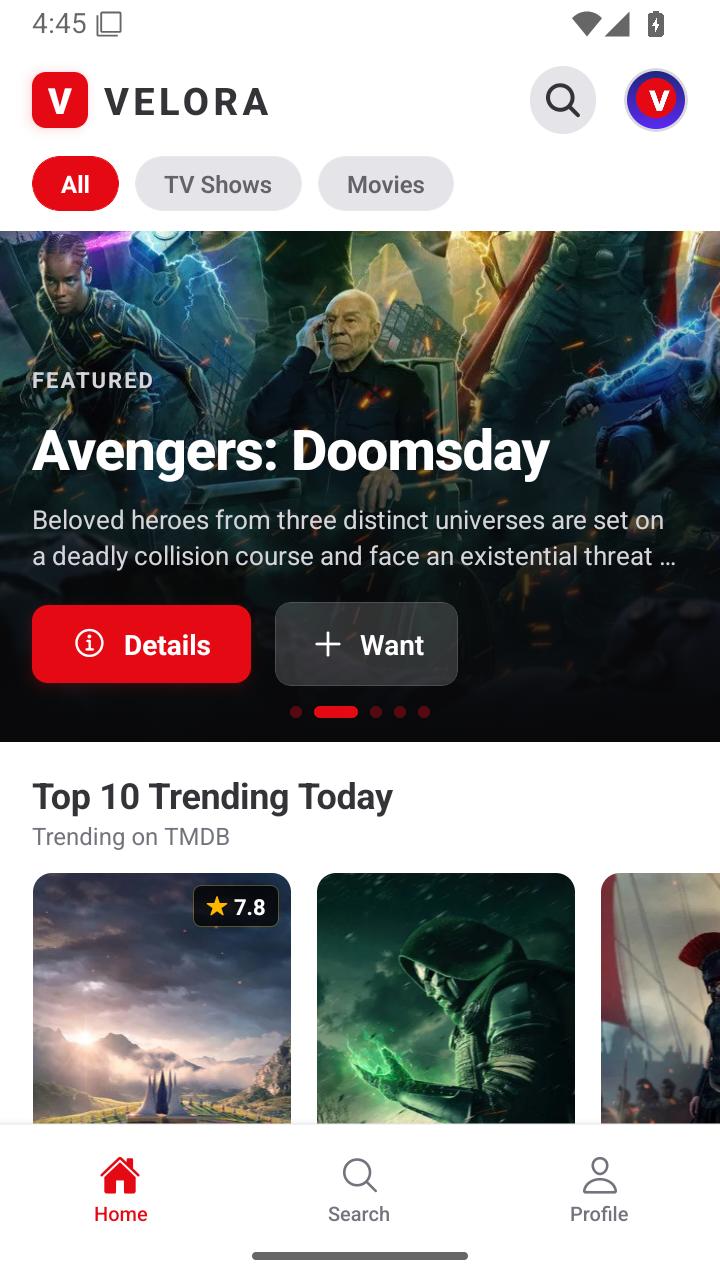 4:45
V VELORA
V
All
TV Shows
Movies
FEATURED
Avengers: Doomsday
Beloved heroes from three distinct universes are set on
a deadly collision course and face an existential threat ...
Details
Want
Top 10 Trending Today
Trending on TMDB
7.8
Home
Search
Profile